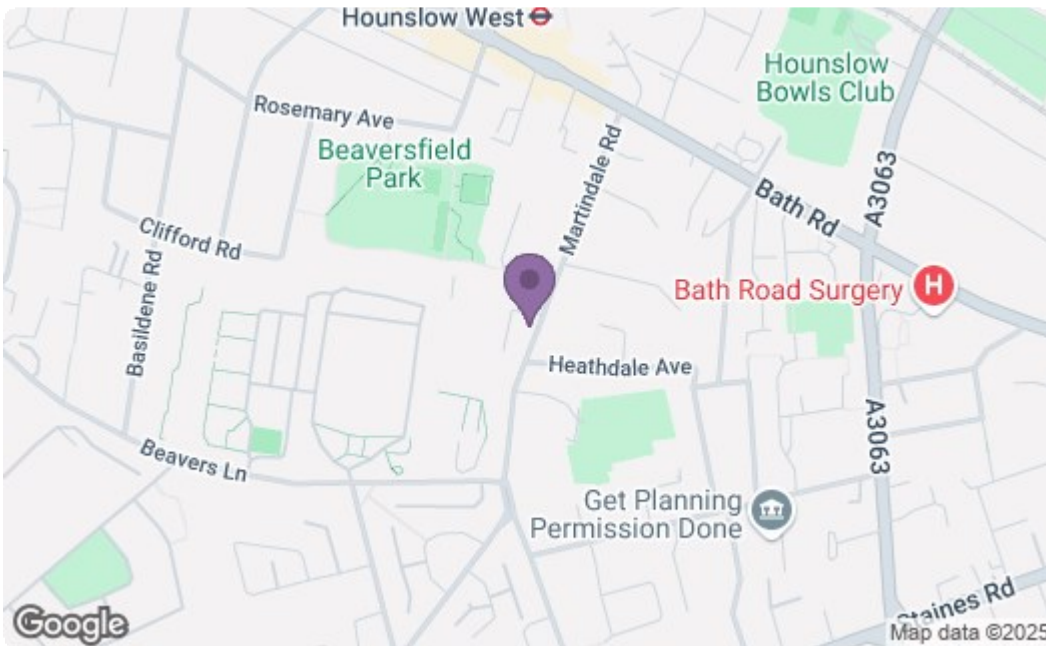 Hounslow West
Hounslow
Bowls Club
Rosemary Ave
Beaversfield
Park
Martindale Rd
A3063
Bath Rd
Clifford Rd
Basildene Rd
Bath Road Surgery
H
Heathdale Ave
A3063
Beavers Ln
Get Planning
Permission Done
Staines Rd
Google
Map data ©2025